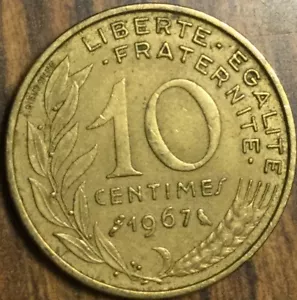 LIBERTE · EGALITE
· FRATERNITE ·
10
CENTIMES
1967